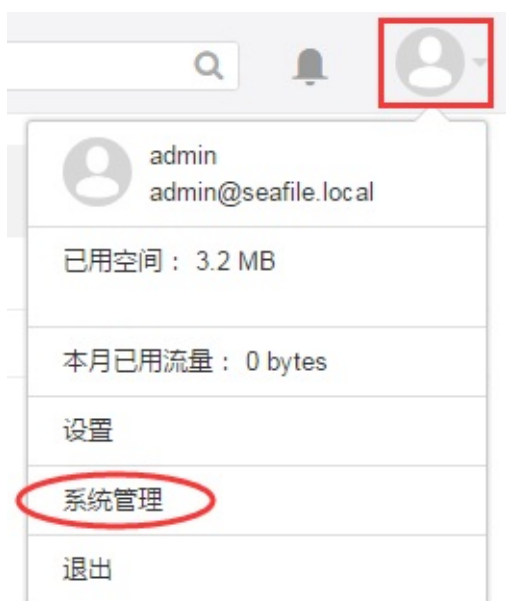 admin
admin@seafile.local
已用空间： 3.2 MB
本月已用流量： 0 bytes
设置
系统管理
退出